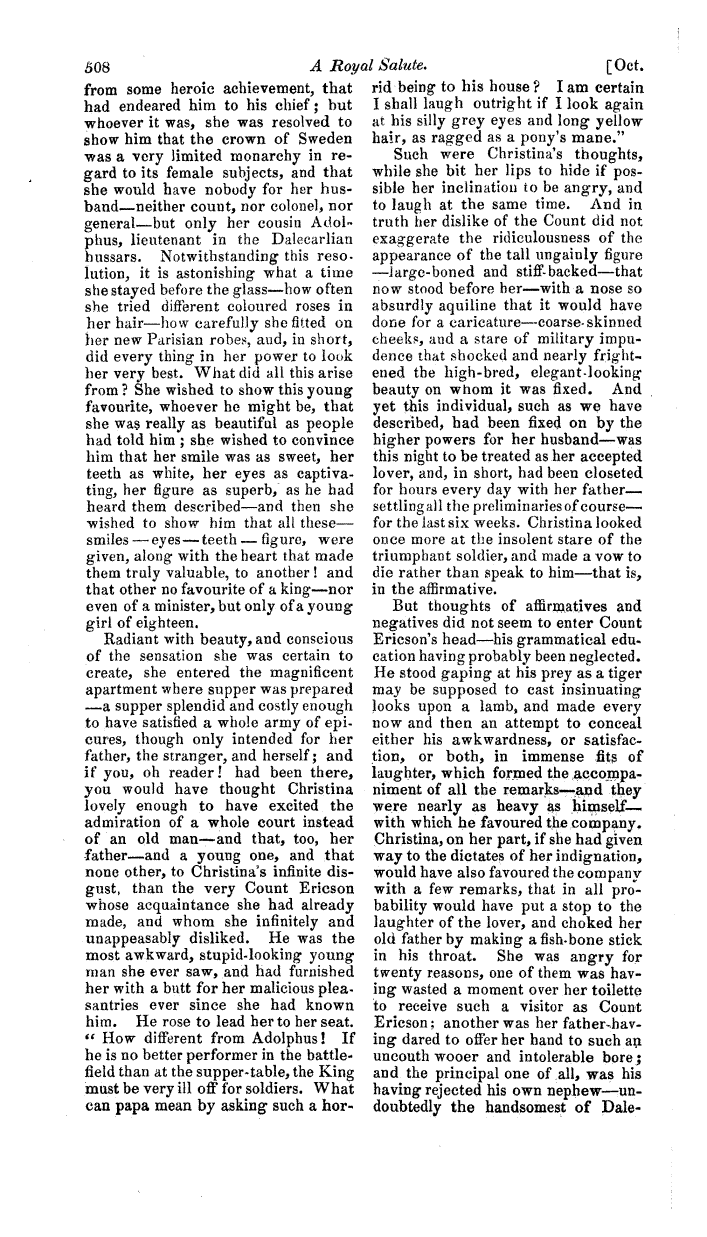 508 A Royal Salute. [Oct.
from some heroic achievement, that
had endeared him to his chief; but
whoever it was, she was resolved to
show him that the crown of Sweden
was a very limited monarchy in re-
gard to its female subjects, and that
she would have nobody for her hus-
band—neither count, nor colonel, nor
general—but only her cousin Adol-
phus, lieutenant in the Dalecarlian
hussars. Notwithstanding this reso-
lution, it is astonishing what a time
she stayed before the glass—how often
she tried different coloured roses in
her hair—how carefully she fitted on
her new Parisian robes, and, in short,
did every thing in her power to look
her very best. What did all this arise
from? She wished to show this young
favourite, whoever he might be, that
she was really as beautiful as people
had told him; she wished to convince
him that her smile was as sweet, her
teeth as white, her eyes as captiva-
ting, her figure as superb, as he had
heard them described—and then she
wished to show him that all these—
smiles—eyes—teeth—figure, were
given, along with the heart that made
them truly valuable, to another! and
that other no favourite of a king—nor
even of a minister, but only of a young
girl of eighteen.
Radiant with beauty, and conscious
of the sensation she was certain to
create, she entered the magnificent
apartment where supper was prepared
—a supper splendid and costly enough
to have satisfied a whole army of epi-
cures, though only intended for her
father, the stranger, and herself; and
if you, oh reader! had been there,
you would have thought Christina
lovely enough to have excited the
admiration of a whole court instead
of an old man—and that, too, her
father—and a young one, and that
none other, to Christina's infinite dis-
gust, than the very Count Ericson
whose acquaintance she had already
made, and whom she infinitely and
unappeasably disliked. He was the
most awkward, stupid-looking young
man she ever saw, and had furnished
her with a butt for her malicious plea-
santries ever since she had known
him. He rose to lead her to her seat.
" How different from Adolphus! If
he is no better performer in the battle-
field than at the supper-table, the King
must be very ill off for soldiers. What
can papa mean by asking such a hor-
rid being to his house? I am certain
I shall laugh outright if I look again
at his silly grey eyes and long yellow
hair, as ragged as a pony's mane."
Such were Christina's thoughts,
while she bit her lips to hide if pos-
sible her inclination to be angry, and
to laugh at the same time. And in
truth her dislike of the Count did not
exaggerate the ridiculousness of the
appearance of the tall ungainly figure
—large-boned and stiff-backed—that
now stood before her—with a nose so
absurdly aquiline that it would have
done for a caricature—coarse-skinned
cheeks, and a stare of military impu-
dence that shocked and nearly fright-
ened the high-bred, elegant-looking
beauty on whom it was fixed. And
yet this individual, such as we have
described, had been fixed on by the
higher powers for her husband—was
this night to be treated as her accepted
lover, and, in short, had been closeted
for hours every day with her father—
settling all the preliminaries of course—
for the last six weeks. Christina looked
once more at the insolent stare of the
triumphant soldier, and made a vow to
die rather than speak to him—that is,
in the affirmative.
But thoughts of affirmatives and
negatives did not seem to enter Count
Ericson's head—his grammatical edu-
cation having probably been neglected.
He stood gaping at his prey as a tiger
may be supposed to cast insinuating
looks upon a lamb, and made every
now and then an attempt to conceal
either his awkwardness, or satisfac-
tion, or both, in immense fits of
laughter, which formed the accompa-
niment of all the remarks—and they
were nearly as heavy as himself—
with which he favoured the company.
Christina, on her part, if she had given
way to the dictates of her indignation,
would have also favoured the company
with a few remarks, that in all pro-
bability would have put a stop to the
laughter of the lover, and choked her
old father by making a fish-bone stick
in his throat. She was angry for
twenty reasons, one of them was hav-
ing wasted a moment over her toilette
to receive such a visitor as Count
Ericson; another was her father hav-
ing dared to offer her hand to such an
uncouth wooer and intolerable bore;
and the principal one of all, was his
having rejected his own nephew—un-
doubtedly the handsomest of Dale-